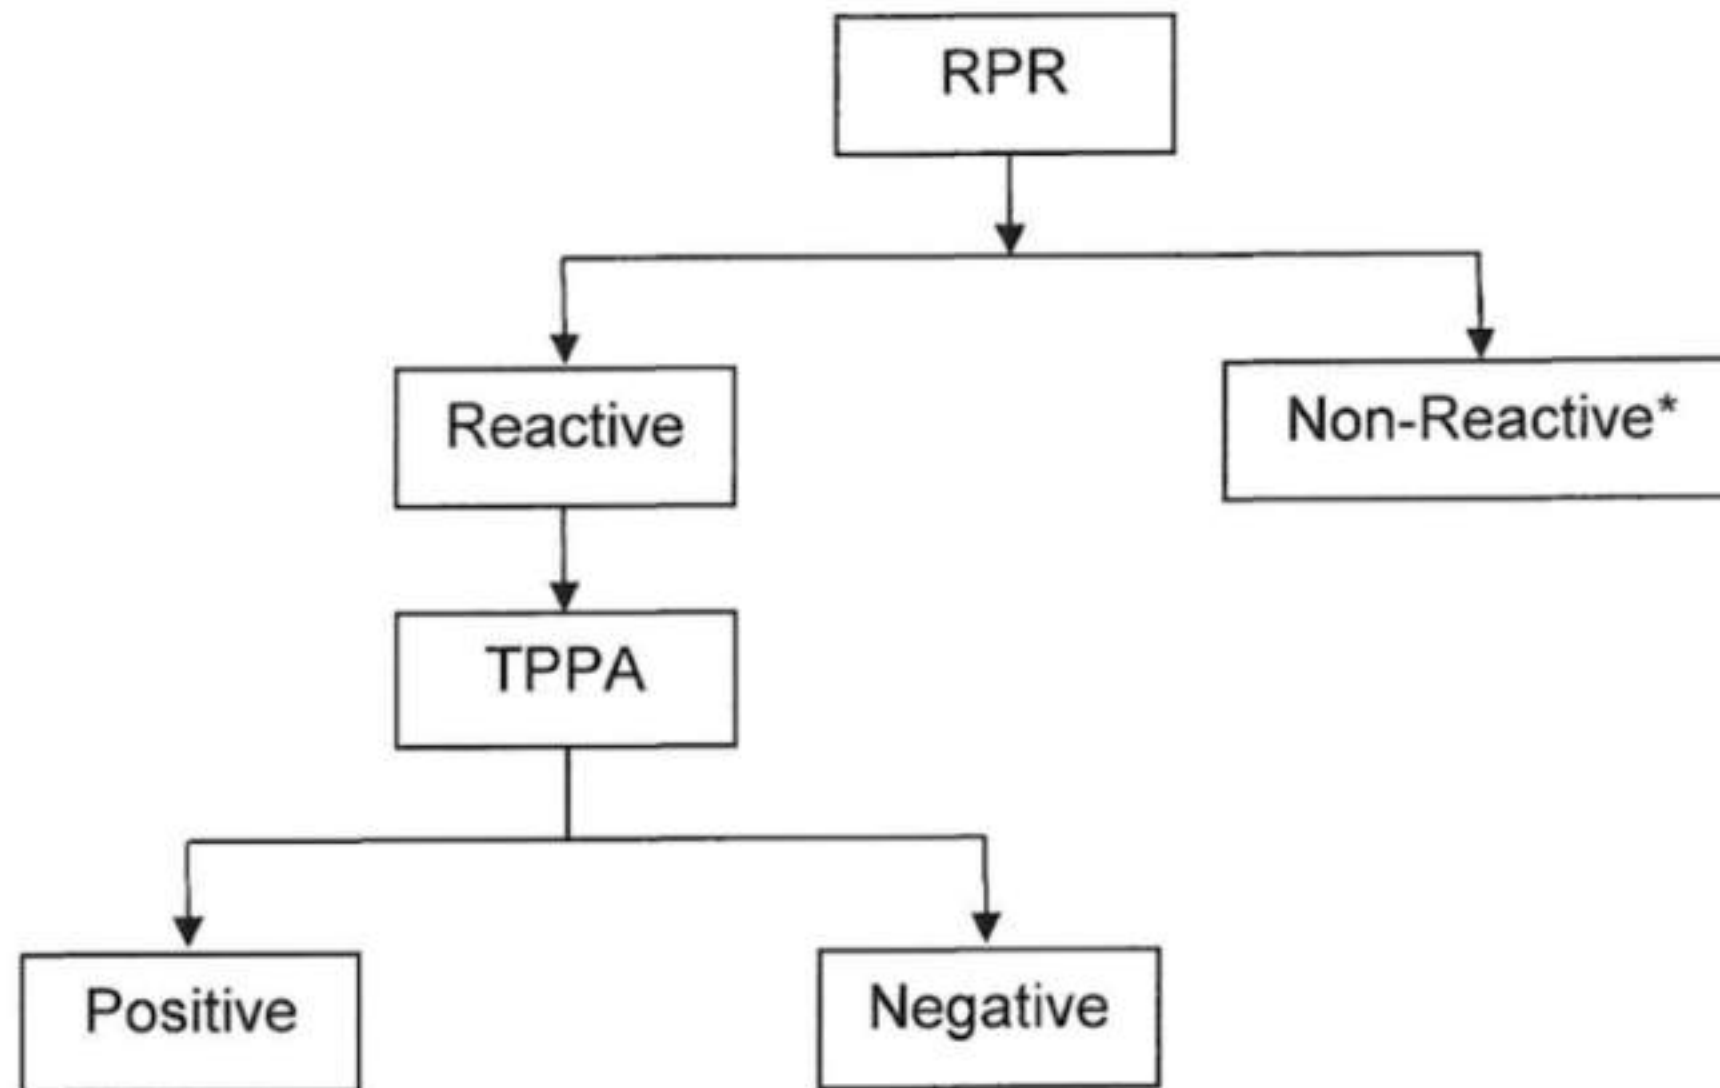 RPR
Reactive
Non-Reactive*
TPPA
Positive
Negative